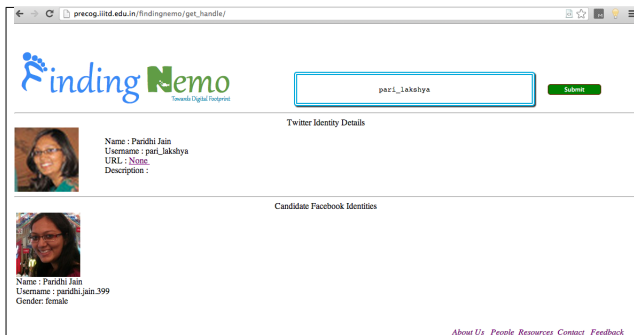 precog.iiitd.edu.in/findingnemo/get_handle/
Finding Nemo
Towards Digital Footprint
pari_lakshya
Submit
Twitter Identity Details
Name : Paridhi Jain
Username : pari_lakshya
URL : None
Description :
Candidate Facebook Identities
Name : Paridhi Jain
Username : paridhi.jain.399
Gender: female
About Us People Resources Contact Feedback